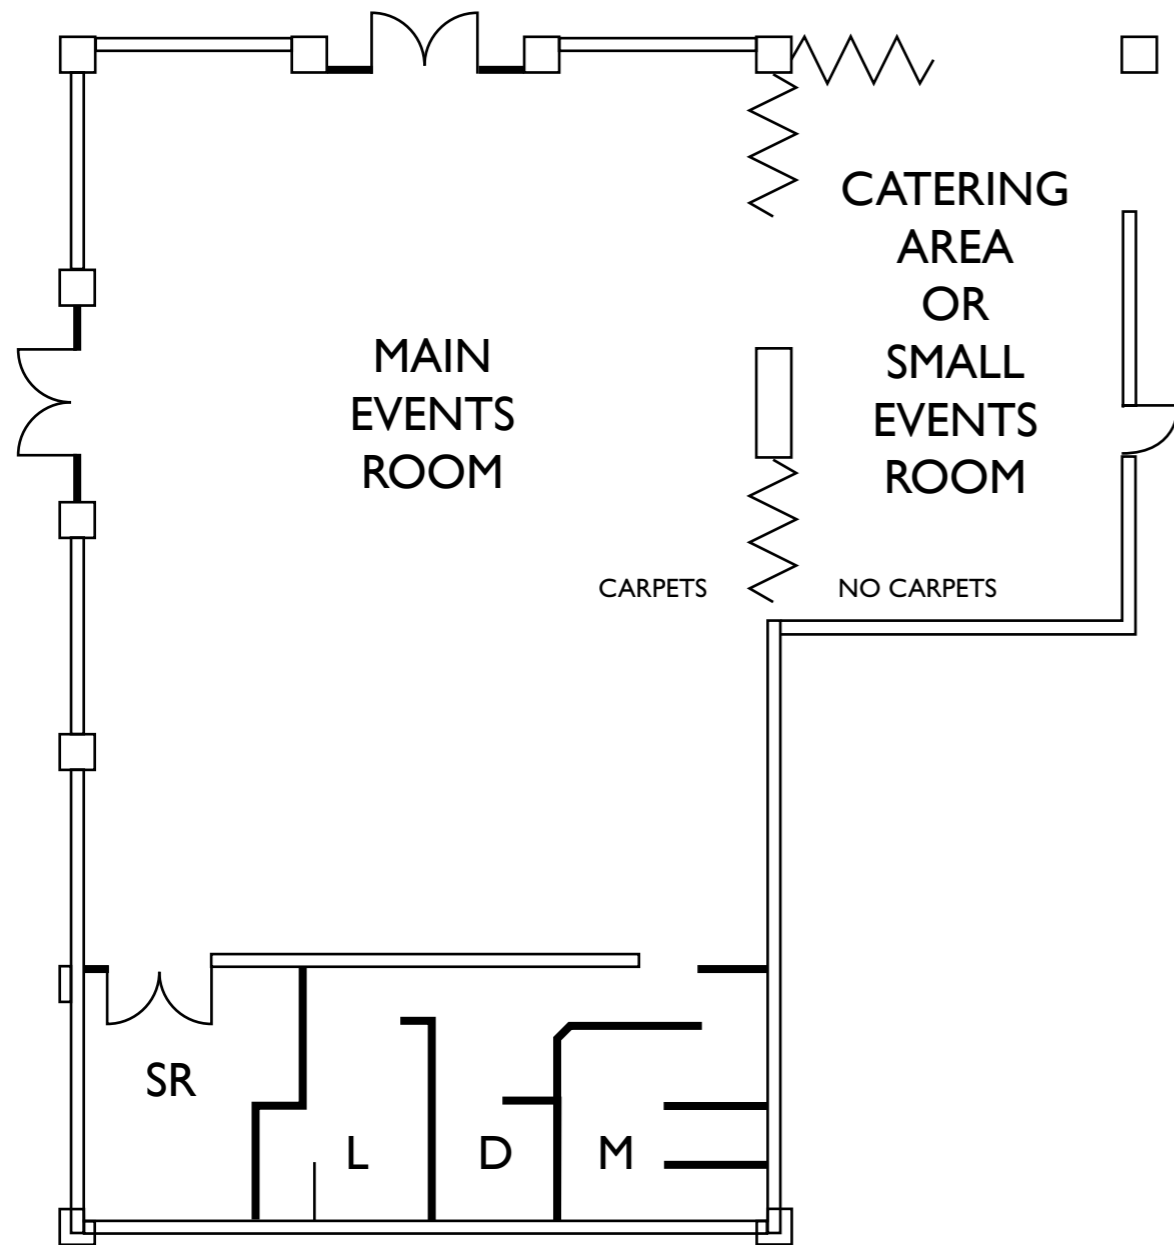 CATERING
AREA
OR
SMALL
EVENTS
ROOM
MAIN
EVENTS
ROOM
CARPETS
NO CARPETS
SR
L
D
M